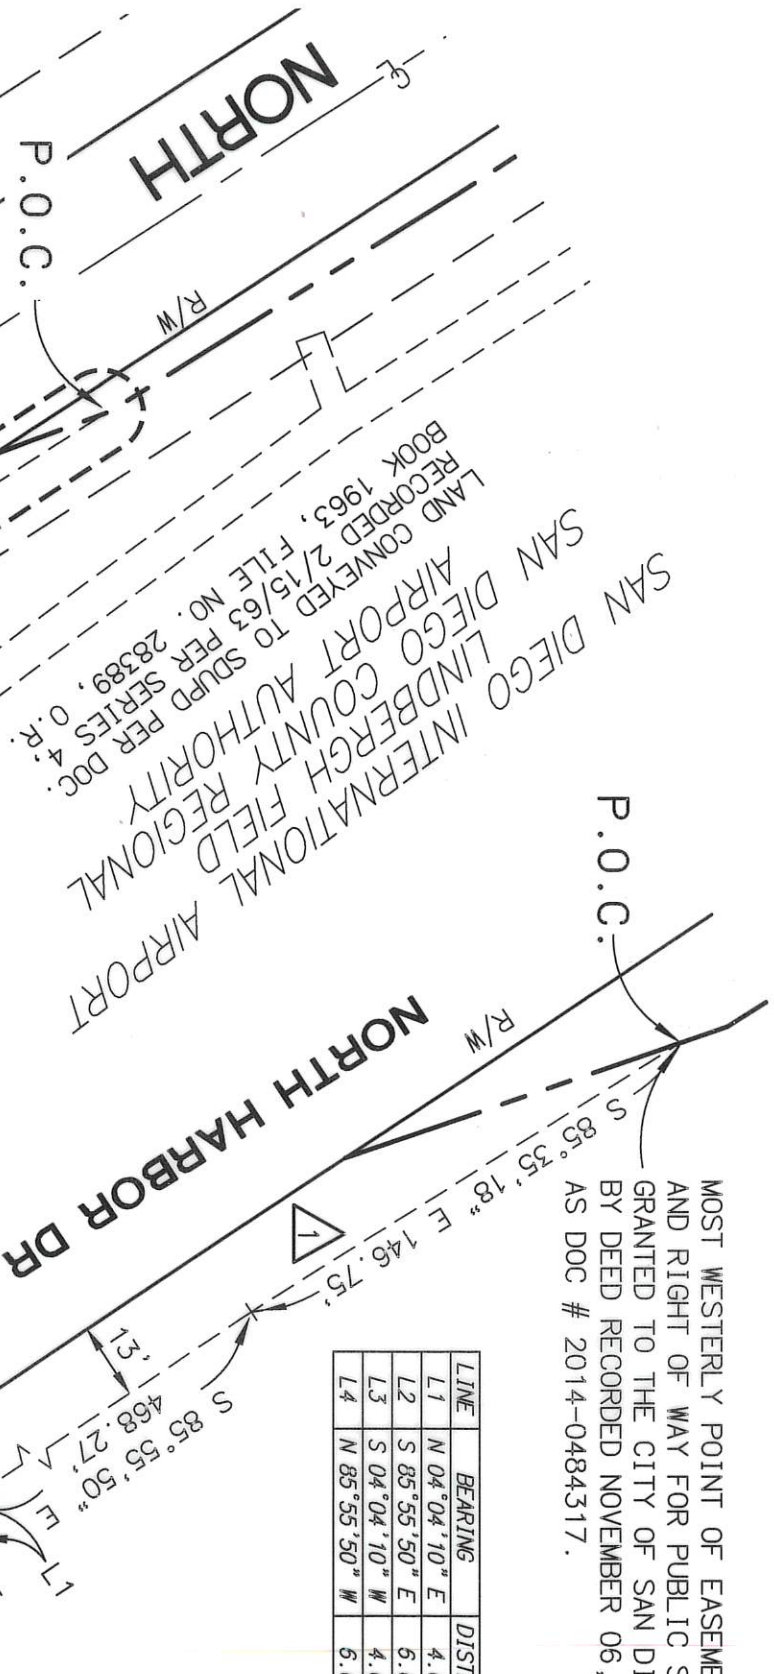 ℄
NORTH
P.O.C.
R/W
SAN DIEGO INTERNATIONAL AIRPORT
LINDBERGH FIELD
SAN DIEGO COUNTY REGIONAL
AIRPORT AUTHORITY
LAND CONVEYED TO SDUPD PER DOC.
RECORDED 2/15/63 PER SERIES 4,
BOOK 1963, FILE NO. 28389, O.R.
P.O.C.
MOST WESTERLY POINT OF EASEME
AND RIGHT OF WAY FOR PUBLIC S
GRANTED TO THE CITY OF SAN DI
BY DEED RECORDED NOVEMBER 06,
AS DOC # 2014-0484317.
R/W
NORTH HARBOR DR
S 85°35'18" E 146.75'
1
13'
S 85°55'50" E
468.27'
L1
LINE BEARING DIST
L1 N 04°04'10" E 4.
L2 S 85°55'50" E 6.
L3 S 04°04'10" W 4.
L4 N 85°55'50" W 6.